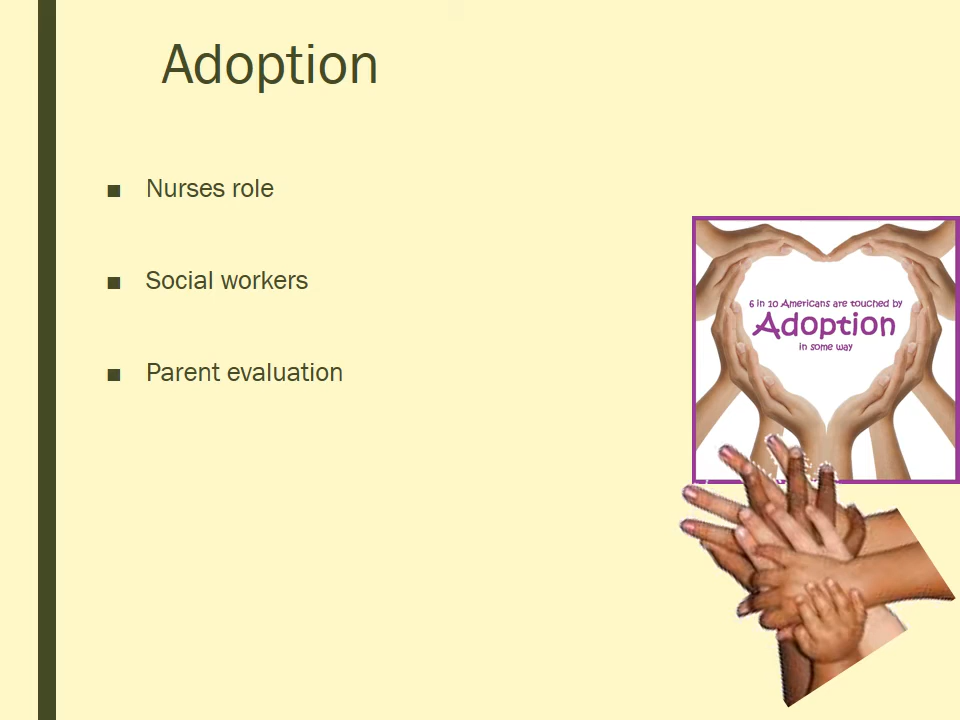 Adoption
■ Nurses role
■ Social workers
■ Parent evaluation
6 in 10 Americans are touched by
Adoption
in some way